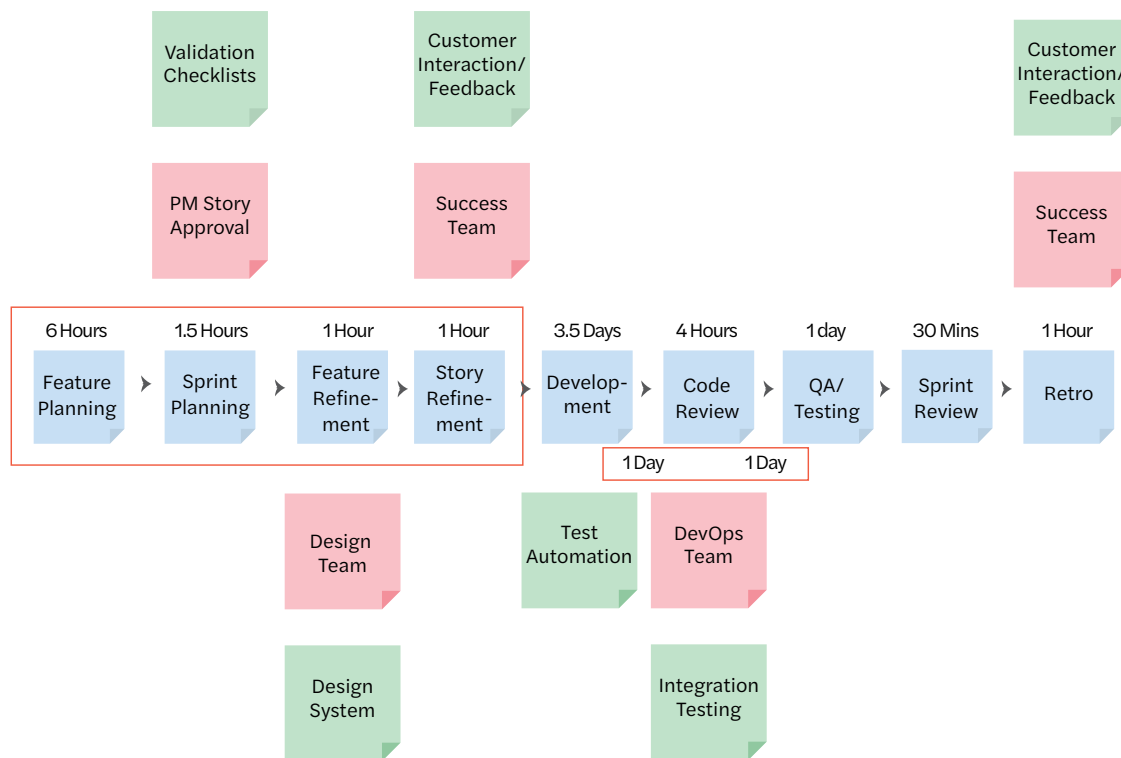 Validation
Checklists
Customer
Interaction/
Feedback
Customer
Interaction/
Feedback
PM Story
Approval
Success
Team
Success
Team
6 Hours
1.5 Hours
1 Hour
1 Hour
3.5 Days
4 Hours
1 day
30 Mins
1 Hour
Feature
Planning
Sprint
Planning
Feature
Refine-
ment
Story
Refine-
ment
Develop-
ment
Code
Review
QA/
Testing
Sprint
Review
Retro
1 Day
1 Day
Design
Team
Test
Automation
DevOps
Team
Design
System
Integration
Testing